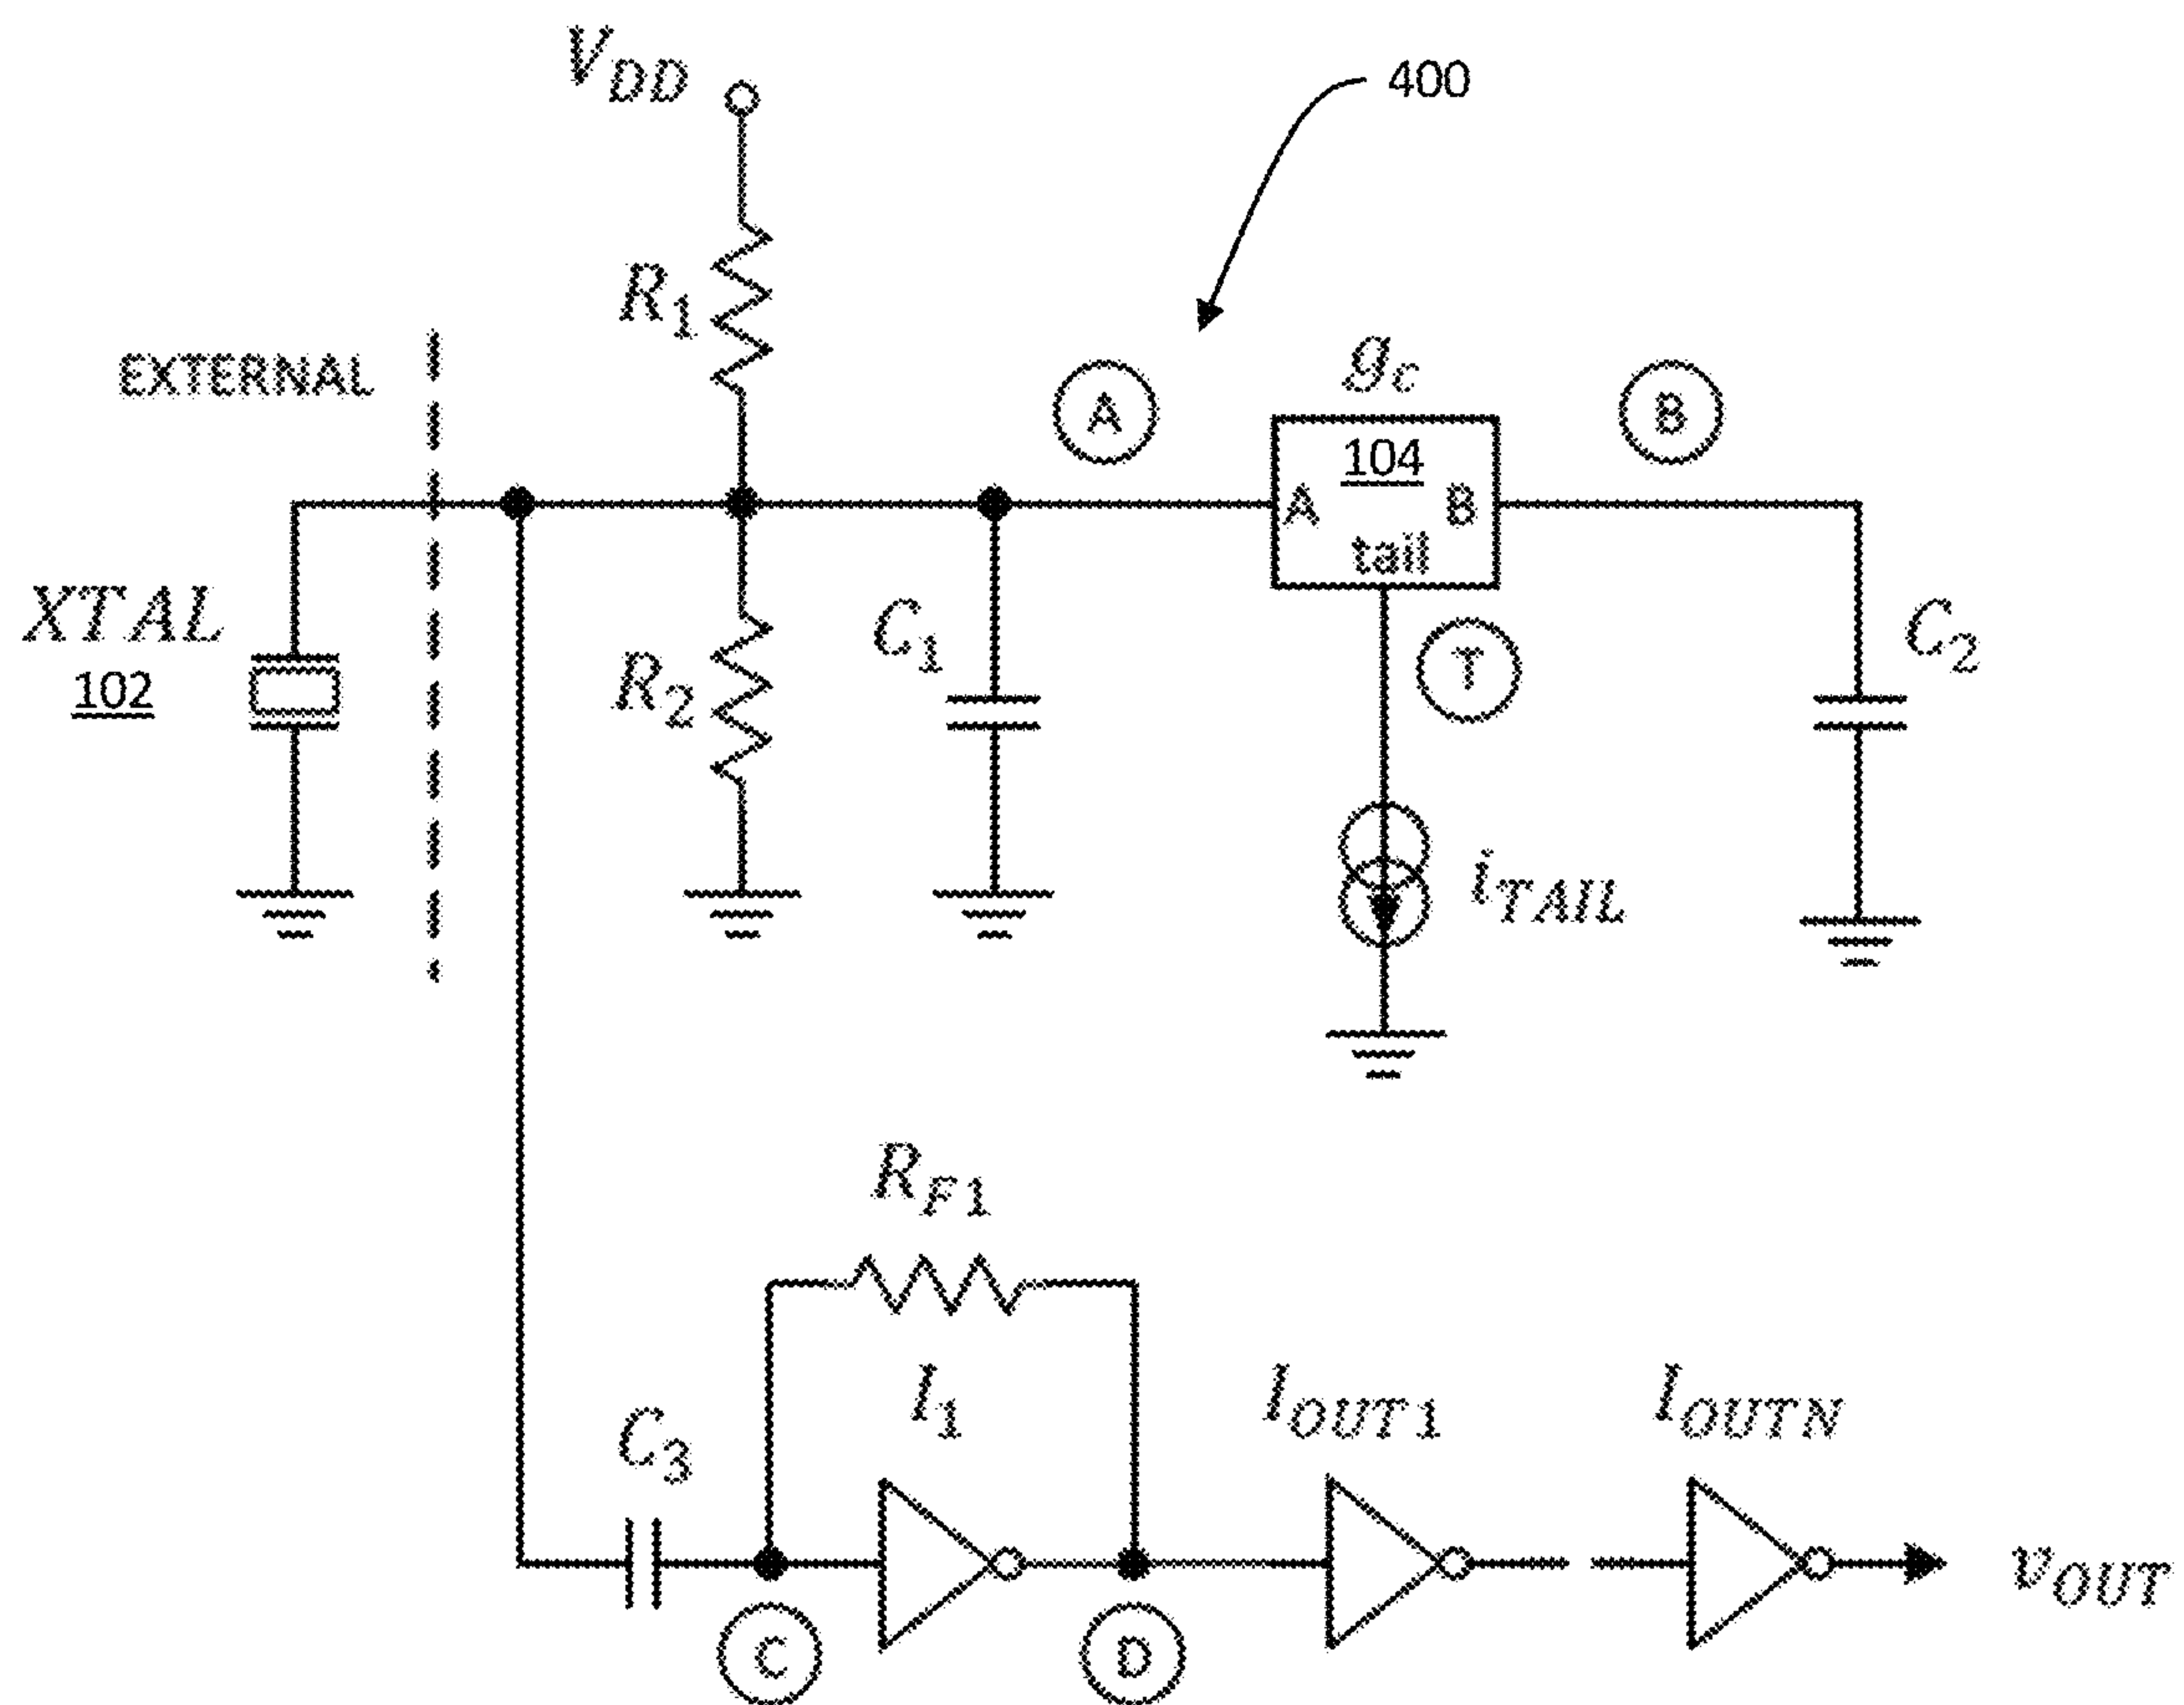 V_DD
400
R_1
EXTERNAL
A
g_c
B
104
A B
tail
XTAL
102
R_2
C_1
T
C_2
i_TAIL
R_F1
I_1
I_OUT1
I_OUTN
C_3
v_OUT
C
D